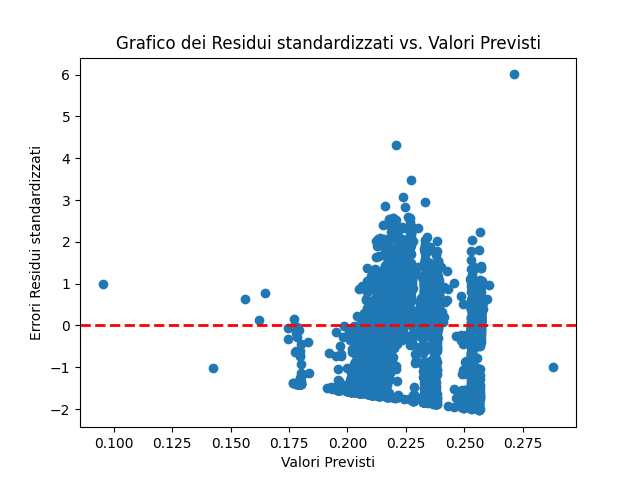 Grafico dei Residui standardizzati vs. Valori Previsti
Errori Residui standardizzati
6
5
4
3
2
1
0
−1
−2
0.100 0.125 0.150 0.175 0.200 0.225 0.250 0.275
Valori Previsti